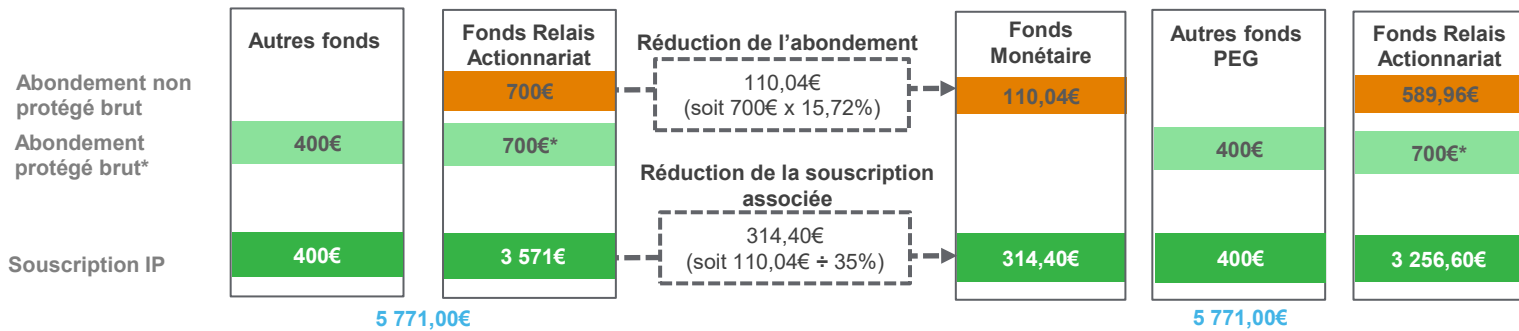 Autres fonds
Fonds Relais
Actionnariat
Réduction de l'abondement
Fonds
Monétaire
Autres fonds
PEG
Fonds Relais
Actionnariat
Abondement non
protégé brut
700€
110,04€
(soit 700€ x 15,72%)
110,04€
589,96€
Abondement
protégé brut*
400€
700€*
400€
700€*
Réduction de la souscription
associée
Souscription IP
400€
3 571€
314,40€
(soit 110,04€ ÷ 35%)
314,40€
400€
3 256,60€
5 771,00€
5 771,00€